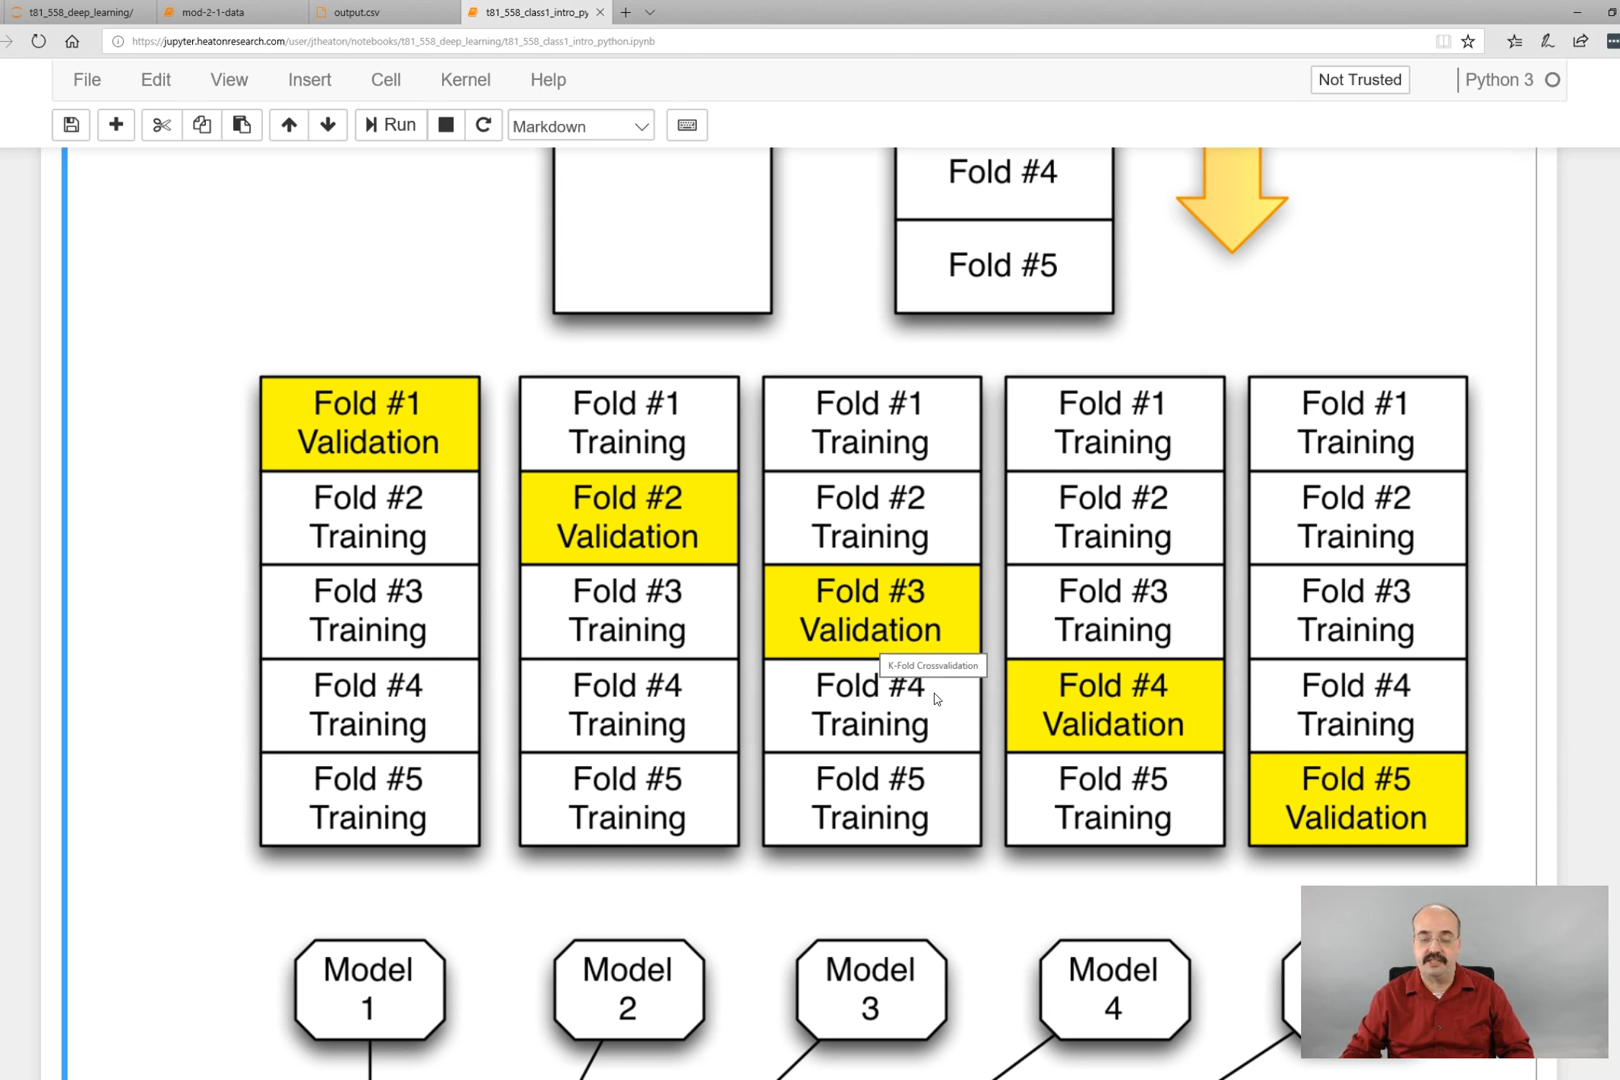 t81_558_deep_learning/
mod-2-1-data
output.csv
t81_558_class1_intro_py
https://jupyter.heatonresearch.com/user/jtheaton/notebooks/t81_558_deep_learning/t81_558_class1_intro_python.ipynb
File Edit View Insert Cell Kernel Help
Not Trusted
Python 3
Run
Markdown
Fold #4
Fold #5
Fold #1
Validation
Fold #2
Training
Fold #3
Training
Fold #4
Training
Fold #5
Training
Fold #1
Training
Fold #2
Validation
Fold #3
Training
Fold #4
Training
Fold #5
Training
Fold #1
Training
Fold #2
Training
Fold #3
Validation
K-Fold Crossvalidation
Fold #4
Training
Fold #5
Training
Fold #1
Training
Fold #2
Training
Fold #3
Training
Fold #4
Validation
Fold #5
Training
Fold #1
Training
Fold #2
Training
Fold #3
Training
Fold #4
Training
Fold #5
Validation
Model
1
Model
2
Model
3
Model
4